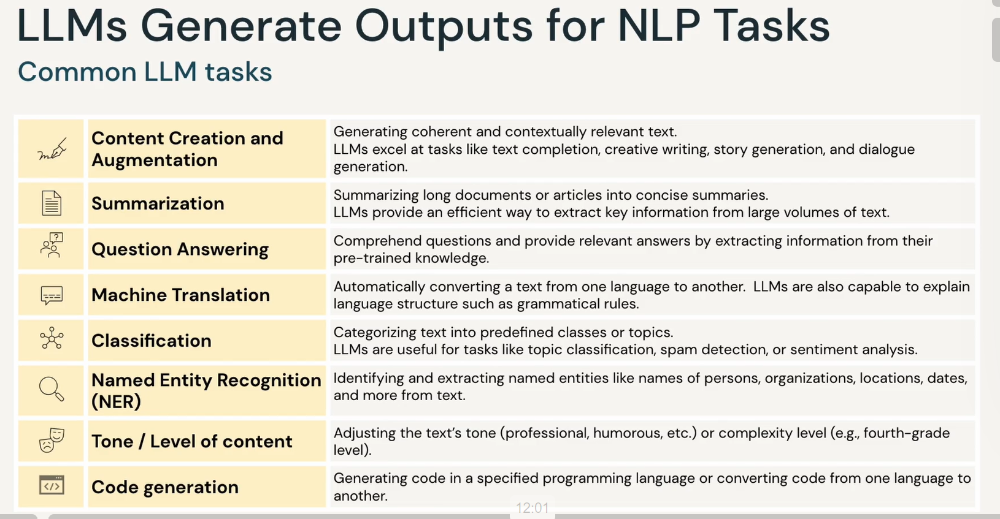 LLMs Generate Outputs for NLP Tasks
Common LLM tasks
Content Creation and
Augmentation
Generating coherent and contextually relevant text.
LLMs excel at tasks like text completion, creative writing, story generation, and dialogue
generation.
Summarization
Summarizing long documents or articles into concise summaries.
LLMs provide an efficient way to extract key information from large volumes of text.
Question Answering
Comprehend questions and provide relevant answers by extracting information from their
pre-trained knowledge.
Machine Translation
Automatically converting a text from one language to another. LLMs are also capable to explain
language structure such as grammatical rules.
Classification
Categorizing text into predefined classes or topics.
LLMs are useful for tasks like topic classification, spam detection, or sentiment analysis.
Named Entity Recognition
(NER)
Identifying and extracting named entities like names of persons, organizations, locations, dates,
and more from text.
Tone / Level of content
Adjusting the text’s tone (professional, humorous, etc.) or complexity level (e.g., fourth-grade
level).
Code generation
Generating code in a specified programming language or converting code from one language to
another.
12:01